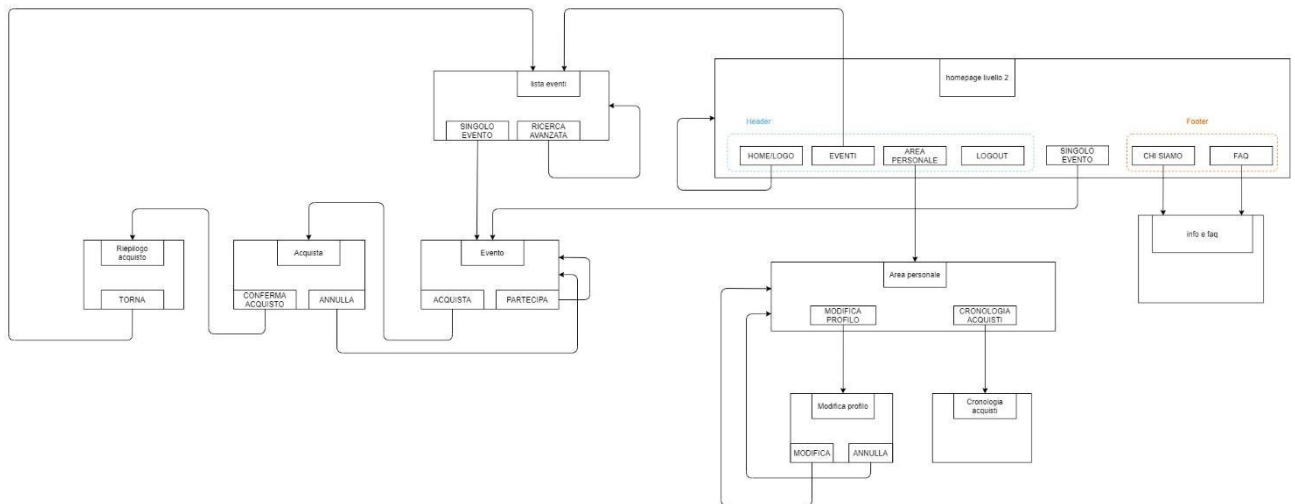 lista eventi
SINGOLO
EVENTO
RICERCA
AVANZATA
homepage livello 2
Header
Footer
HOME/LOGO
EVENTI
AREA
PERSONALE
LOGOUT
SINGOLO
EVENTO
CHI SIAMO
FAQ
Riepilogo
acquisto
TORNA
Acquista
CONFERMA
ACQUISTO
ANNULLA
Evento
ACQUISTA
PARTECIPA
info e faq
Area personale
MODIFICA
PROFILO
CRONOLOGIA
ACQUISTI
Modifica profilo
MODIFICA
ANNULLA
Cronologia
acquisti